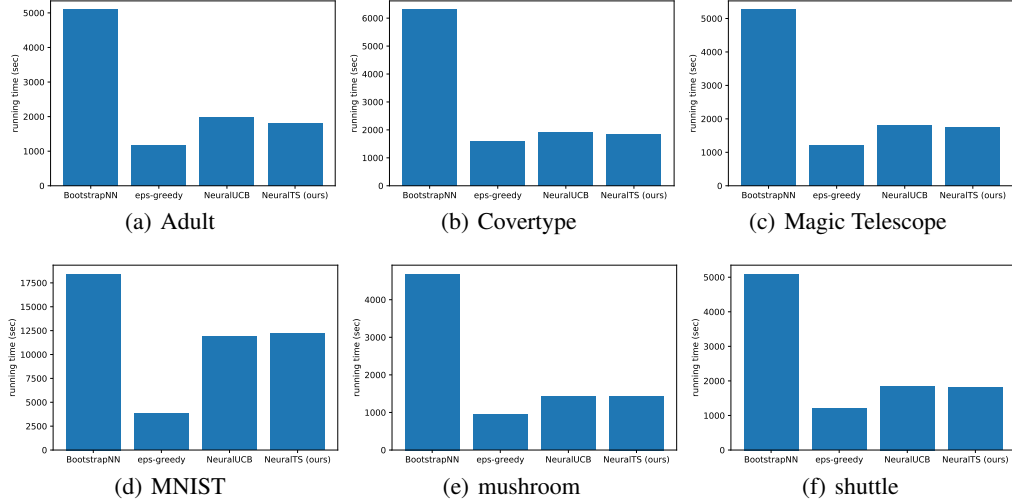 running time (sec)
5000
4000
3000
2000
1000
0
BootstrapNN eps-greedy NeuralUCB NeuralTS (ours)
(a) Adult
running time (sec)
6000
5000
4000
3000
2000
1000
0
BootstrapNN eps-greedy NeuralUCB NeuralTS (ours)
(b) Covertype
running time (sec)
5000
4000
3000
2000
1000
0
BootstrapNN eps-greedy NeuralUCB NeuralTS (ours)
(c) Magic Telescope
running time (sec)
17500
15000
12500
10000
7500
5000
2500
0
BootstrapNN eps-greedy NeuralUCB NeuralTS (ours)
(d) MNIST
running time (sec)
4000
3000
2000
1000
0
BootstrapNN eps-greedy NeuralUCB NeuralTS (ours)
(e) mushroom
running time (sec)
5000
4000
3000
2000
1000
0
BootstrapNN eps-greedy NeuralUCB NeuralTS (ours)
(f) shuttle